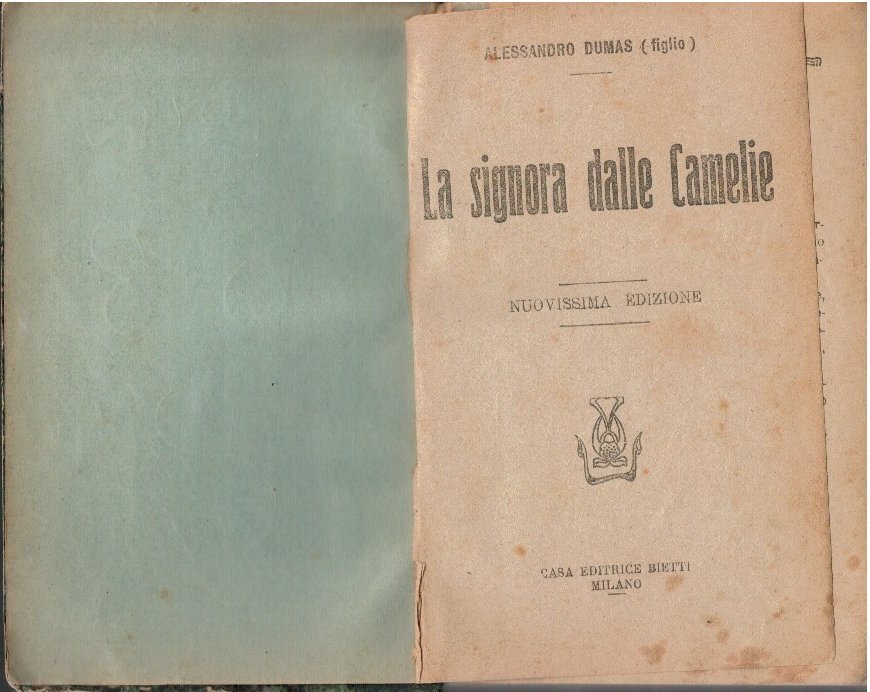 ALESSANDRO DUMAS (figlio)
La signora dalle Camelie
NUOVISSIMA EDIZIONE
CASA EDITRICE BIETTI
MILANO